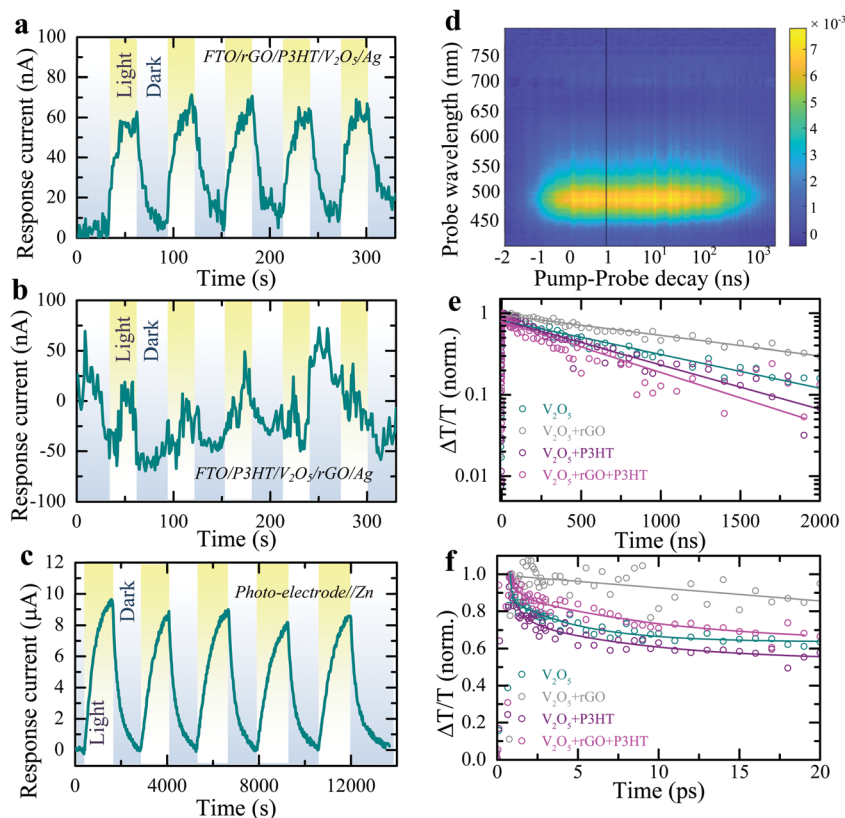 a
FTO/rGO/P3HT/V₂O₅/Ag
Light
Dark
Response current (nA)
100
80
60
40
20
0
0 100 200 300
Time (s)
b
Light
Dark
FTO/P3HT/V₂O₅/rGO/Ag
Response current (nA)
100
50
0
-50
-100
0 100 200 300
Time (s)
c
Photo-electrode//Zn
Light
Dark
Response current (µA)
12
10
8
6
4
2
0
0 4000 8000 12000
Time (s)
d
Probe wavelength (nm)
750
700
650
600
550
500
450
-2 -1 0 1 10¹ 10² 10³
Pump-Probe decay (ns)
× 10⁻³
7
6
5
4
3
2
1
0
e
ΔT/T (norm.)
1
0.1
0.01
V₂O₅
V₂O₅+rGO
V₂O₅+P3HT
V₂O₅+rGO+P3HT
0 500 1000 1500 2000
Time (ns)
f
ΔT/T (norm.)
1.0
0.8
0.6
0.4
0.2
0.0
V₂O₅
V₂O₅+rGO
V₂O₅+P3HT
V₂O₅+rGO+P3HT
0 5 10 15 20
Time (ps)